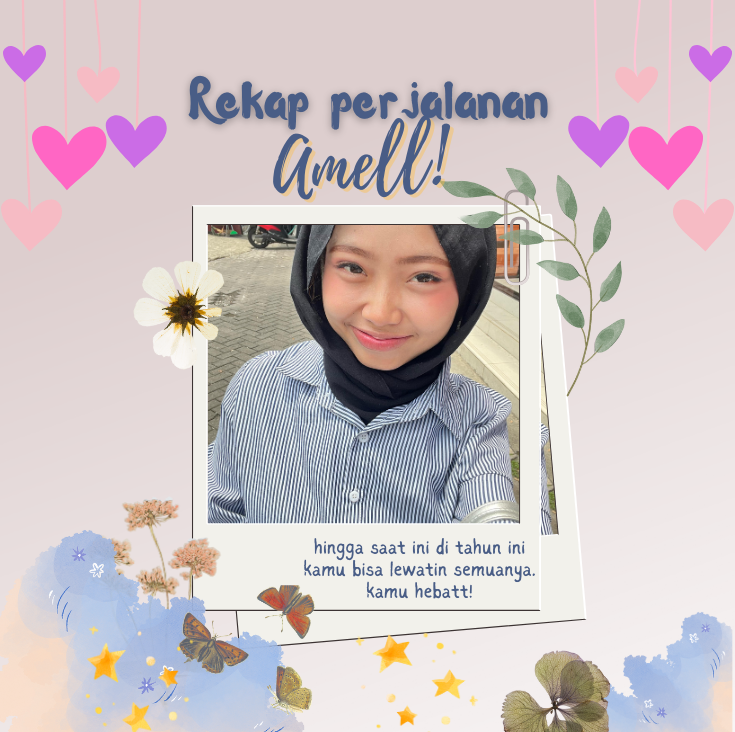 Rekap perjalanan
Amell!
hingga saat ini di tahun ini
kamu bisa lewatin semuanya.
kamu hebatt!